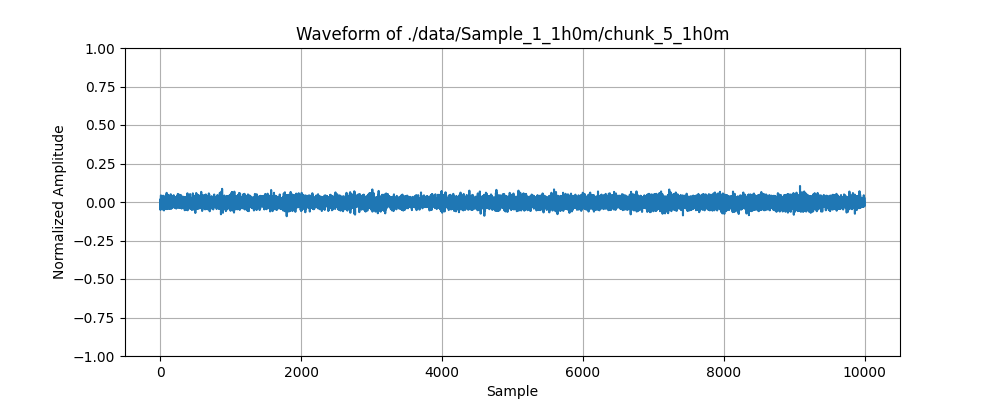 Waveform of ./data/Sample_1_1h0m/chunk_5_1h0m
1.00
0.75
0.50
0.25
0.00
−0.25
−0.50
−0.75
−1.00
Normalized Amplitude
0 2000 4000 6000 8000 10000
Sample